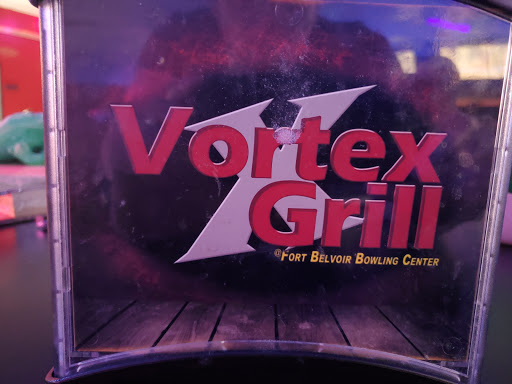 Vortex
X
Grill
@Fort Belvoir Bowling Center